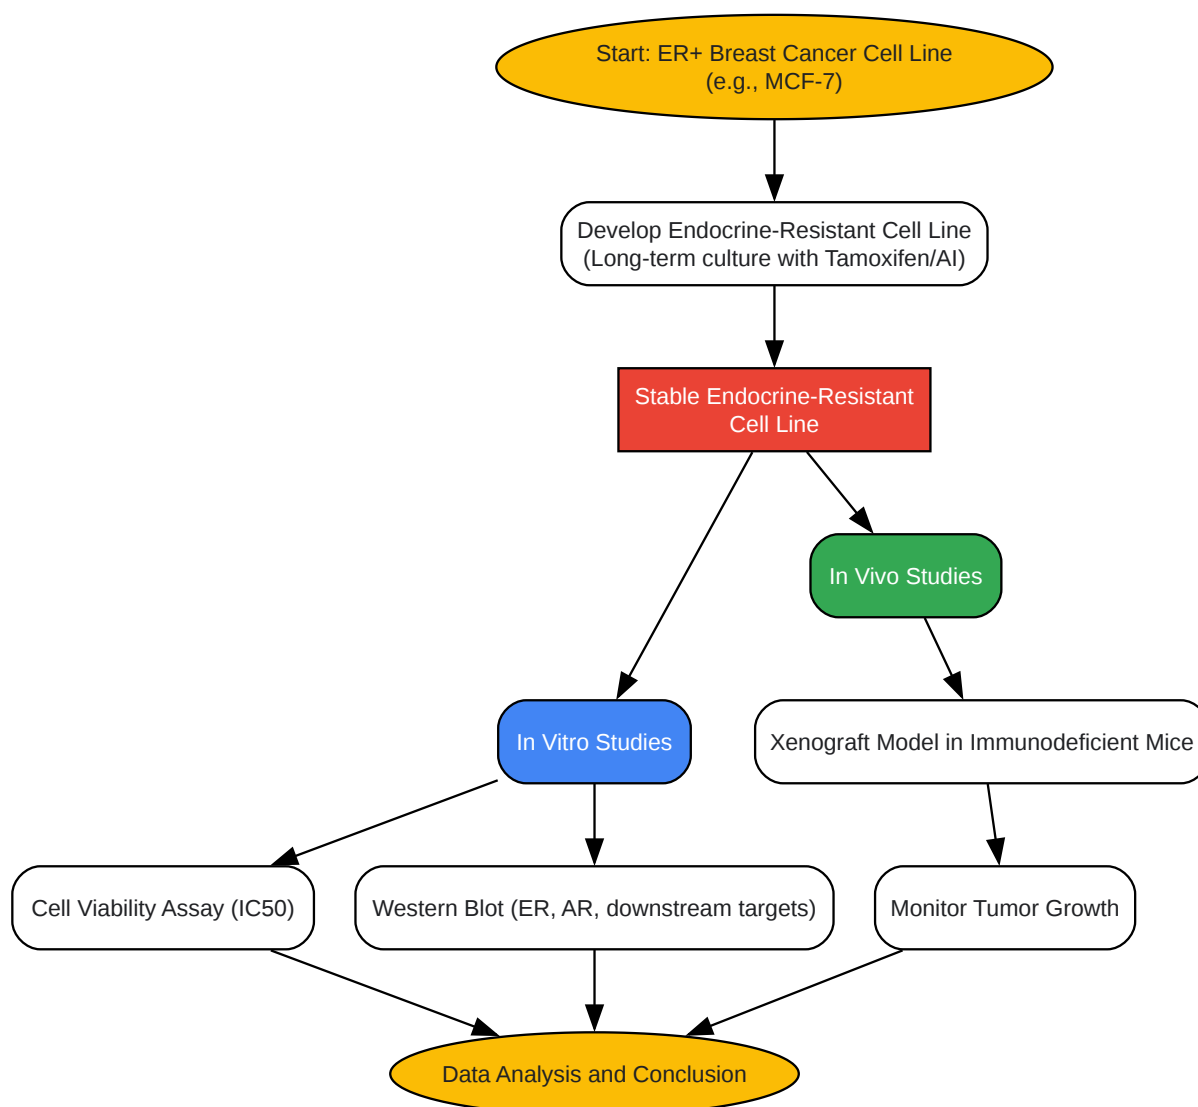 Start: ER+ Breast Cancer Cell Line
(e.g., MCF-7)
Develop Endocrine-Resistant Cell Line
(Long-term culture with Tamoxifen/AI)
Stable Endocrine-Resistant
Cell Line
In Vivo Studies
In Vitro Studies
Xenograft Model in Immunodeficient Mice
Cell Viability Assay (IC50)
Western Blot (ER, AR, downstream targets)
Monitor Tumor Growth
Data Analysis and Conclusion